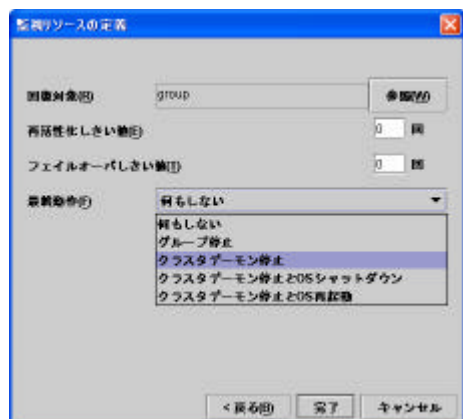 監視リソースの定義
回復対象(R) group 参照(W)
再活性化しきい値(E) 0 回
フェイルオーバしきい値(T) 0 回
最終動作(F) 何もしない
何もしない
グループ停止
クラスタデーモン停止
クラスタデーモン停止とOSシャットダウン
クラスタデーモン停止とOS再起動
< 戻る(B) 完了 キャンセル